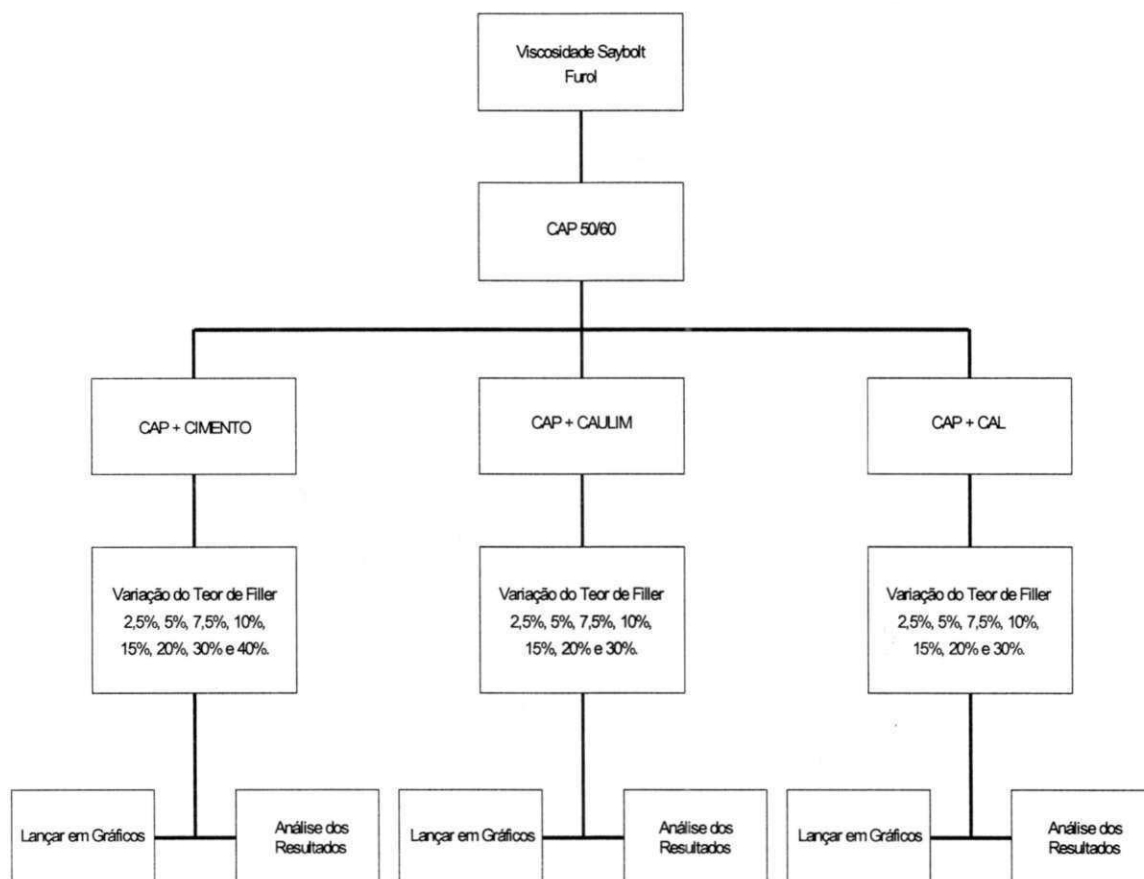 Viscosidade Saybolt
Furol
CAP 50/60
CAP + CIMENTO
CAP + CAULIM
CAP + CAL
Variação do Teor de Filler
2,5%, 5%, 7,5%, 10%,
15%, 20%, 30% e 40%.
Variação do Teor de Filler
2,5%, 5%, 7,5%, 10%,
15%, 20% e 30%.
Variação do Teor de Filler
2,5%, 5%, 7,5%, 10%,
15%, 20% e 30%.
Lançar em Gráficos
Análise dos
Resultados
Lançar em Gráficos
Análise dos
Resultados
Lançar em Gráficos
Análise dos
Resultados